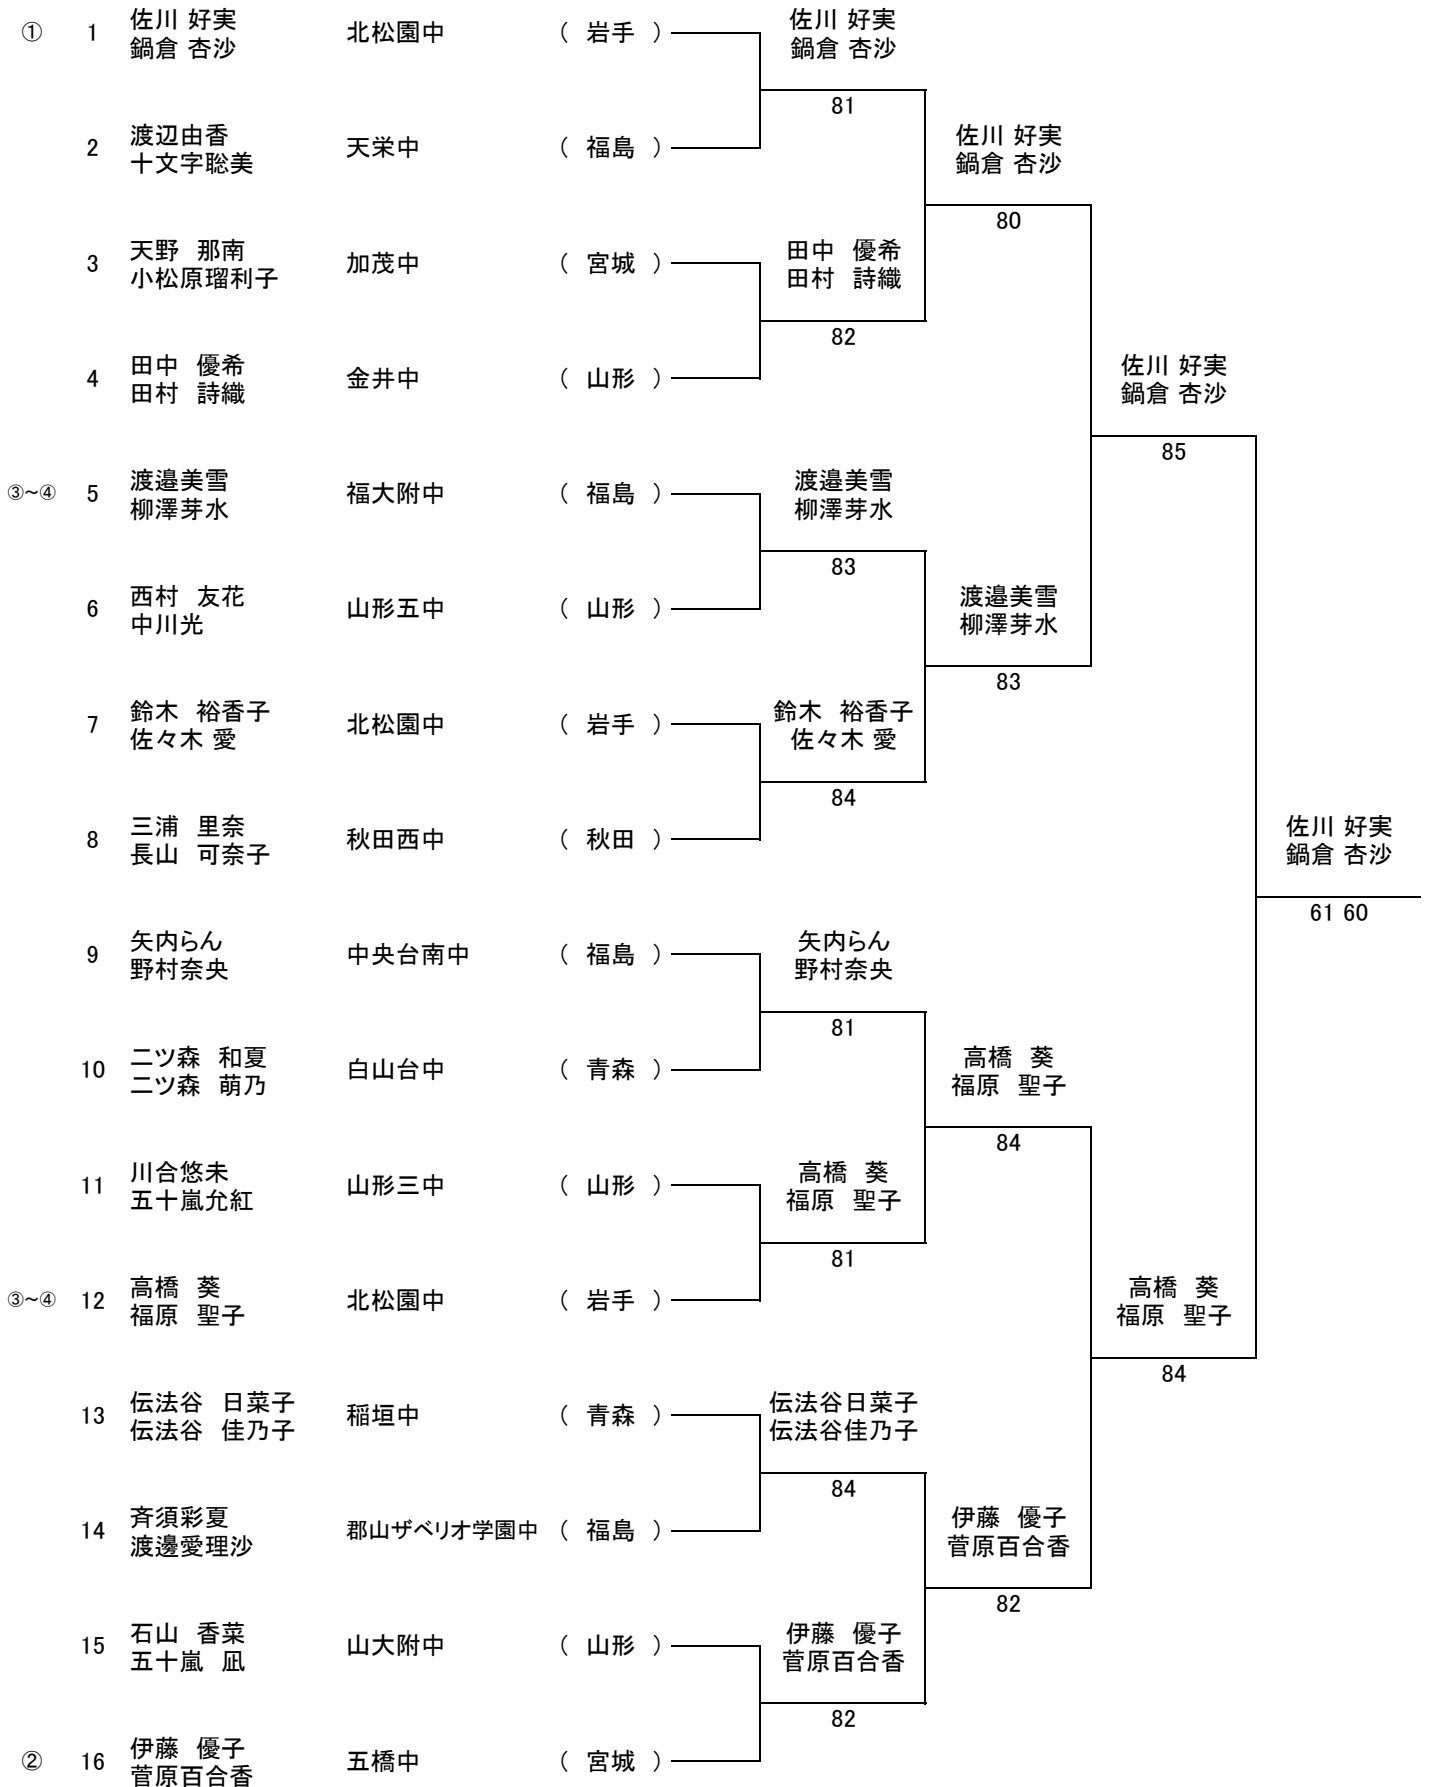 ① 1 佐川 好実 鍋倉 杏沙 北松園中 ( 岩手 )
佐川 好実
鍋倉 杏沙
81
2 渡辺由香 十文字聡美 天栄中 ( 福島 )
佐川 好実
鍋倉 杏沙
80
3 天野 那南 小松原瑠利子 加茂中 ( 宮城 )
田中 優希
田村 詩織
82
4 田中 優希 田村 詩織 金井中 ( 山形 )
佐川 好実
鍋倉 杏沙
85
③~④ 5 渡邉美雪 柳澤芽水 福大附中 ( 福島 )
渡邉美雪
柳澤芽水
83
6 西村 友花 中川光 山形五中 ( 山形 )
渡邉美雪
柳澤芽水
83
7 鈴木 裕香子 佐々木 愛 北松園中 ( 岩手 )
鈴木 裕香子
佐々木 愛
84
8 三浦 里奈 長山 可奈子 秋田西中 ( 秋田 )
佐川 好実
鍋倉 杏沙
61 60
9 矢内らん 野村奈央 中央台南中 ( 福島 )
矢内らん
野村奈央
81
10 二ツ森 和夏 二ツ森 萌乃 白山台中 ( 青森 )
高橋 葵
福原 聖子
84
11 川合悠未 五十嵐允紅 山形三中 ( 山形 )
高橋 葵
福原 聖子
81
③~④ 12 高橋 葵 福原 聖子 北松園中 ( 岩手 )
高橋 葵
福原 聖子
84
13 伝法谷 日菜子 伝法谷 佳乃子 稲垣中 ( 青森 )
伝法谷日菜子
伝法谷佳乃子
84
14 斉須彩夏 渡邊愛理沙 郡山ザベリオ学園中 ( 福島 )
伊藤 優子
菅原百合香
82
15 石山 香菜 五十嵐 凪 山大附中 ( 山形 )
伊藤 優子
菅原百合香
82
② 16 伊藤 優子 菅原百合香 五橋中 ( 宮城 )